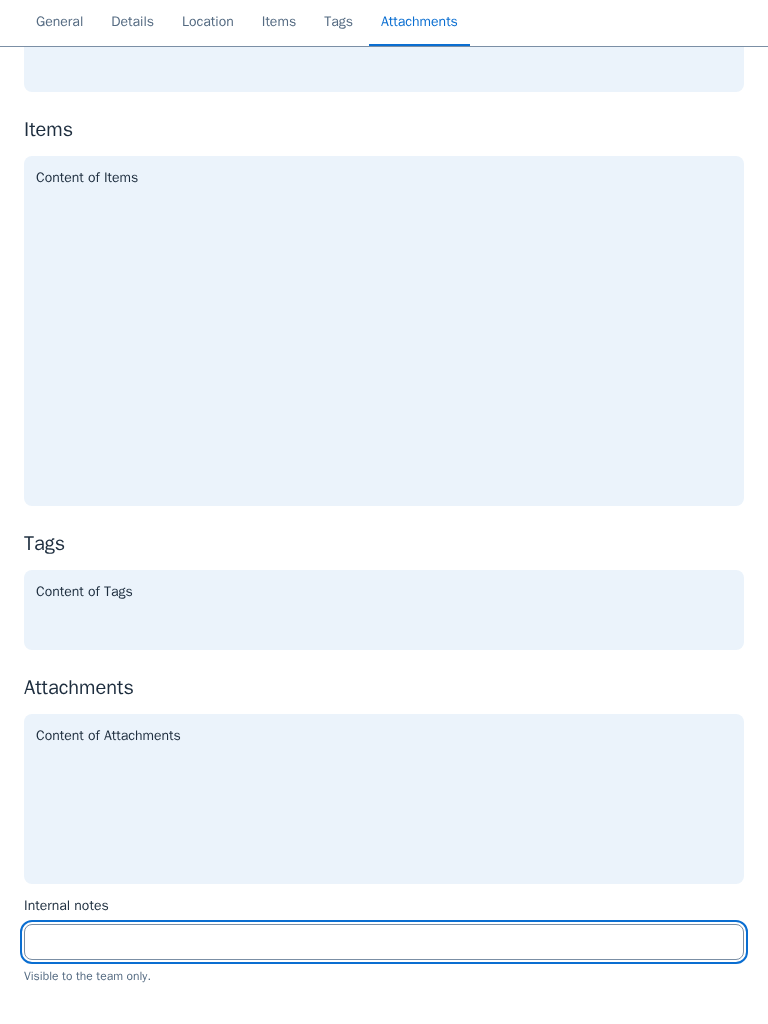 General Details Location Items Tags Attachments
Items
Content of Items
Tags
Content of Tags
Attachments
Content of Attachments
Internal notes
Visible to the team only.